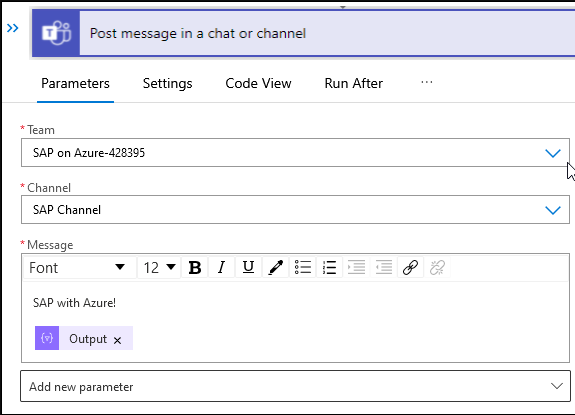 Post message in a chat or channel
Parameters Settings Code View Run After ...
* Team
SAP on Azure-428395
* Channel
SAP Channel
* Message
Font 12 B I U
SAP with Azure!
Output ×
Add new parameter